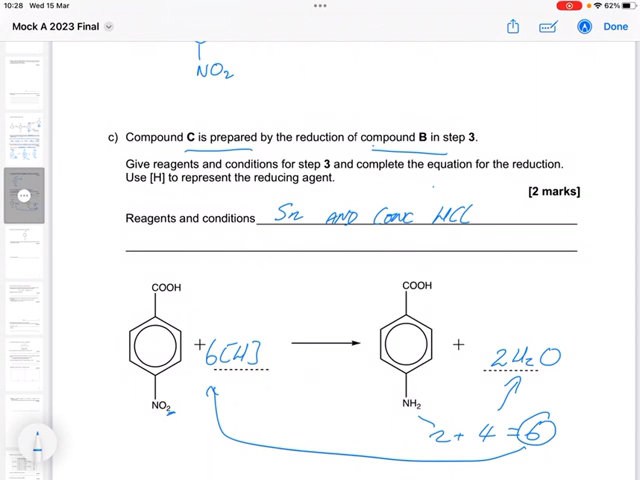 10:28 Wed 15 Mar
62%
Mock A 2023 Final
Done
NO2
c) Compound C is prepared by the reduction of compound B in step 3.
Give reagents and conditions for step 3 and complete the equation for the reduction.
Use [H] to represent the reducing agent.
[2 marks]
Reagents and conditions Sn AND CONC HCl
COOH
COOH
+ 6[H]
+ 2H2O
NO2
NH2
2 + 4 = 6